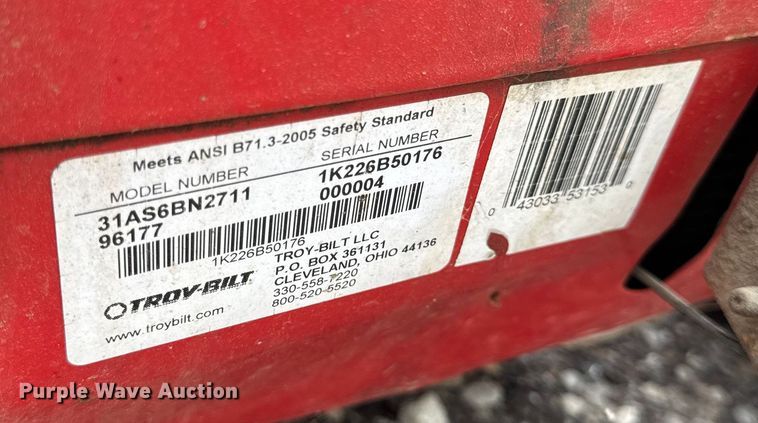 Meets ANSI B71.3-2005 Safety Standard
MODEL NUMBER SERIAL NUMBER
31AS6BN2711 1K226B50176
96177 000004
1K226B50176
TROY-BILT
www.troybilt.com
TROY-BILT LLC
P.O. BOX 361131
CLEVELAND, OHIO 44136
330-558-7220
800-520-5520
0 43033 53153 0
Purple Wave Auction